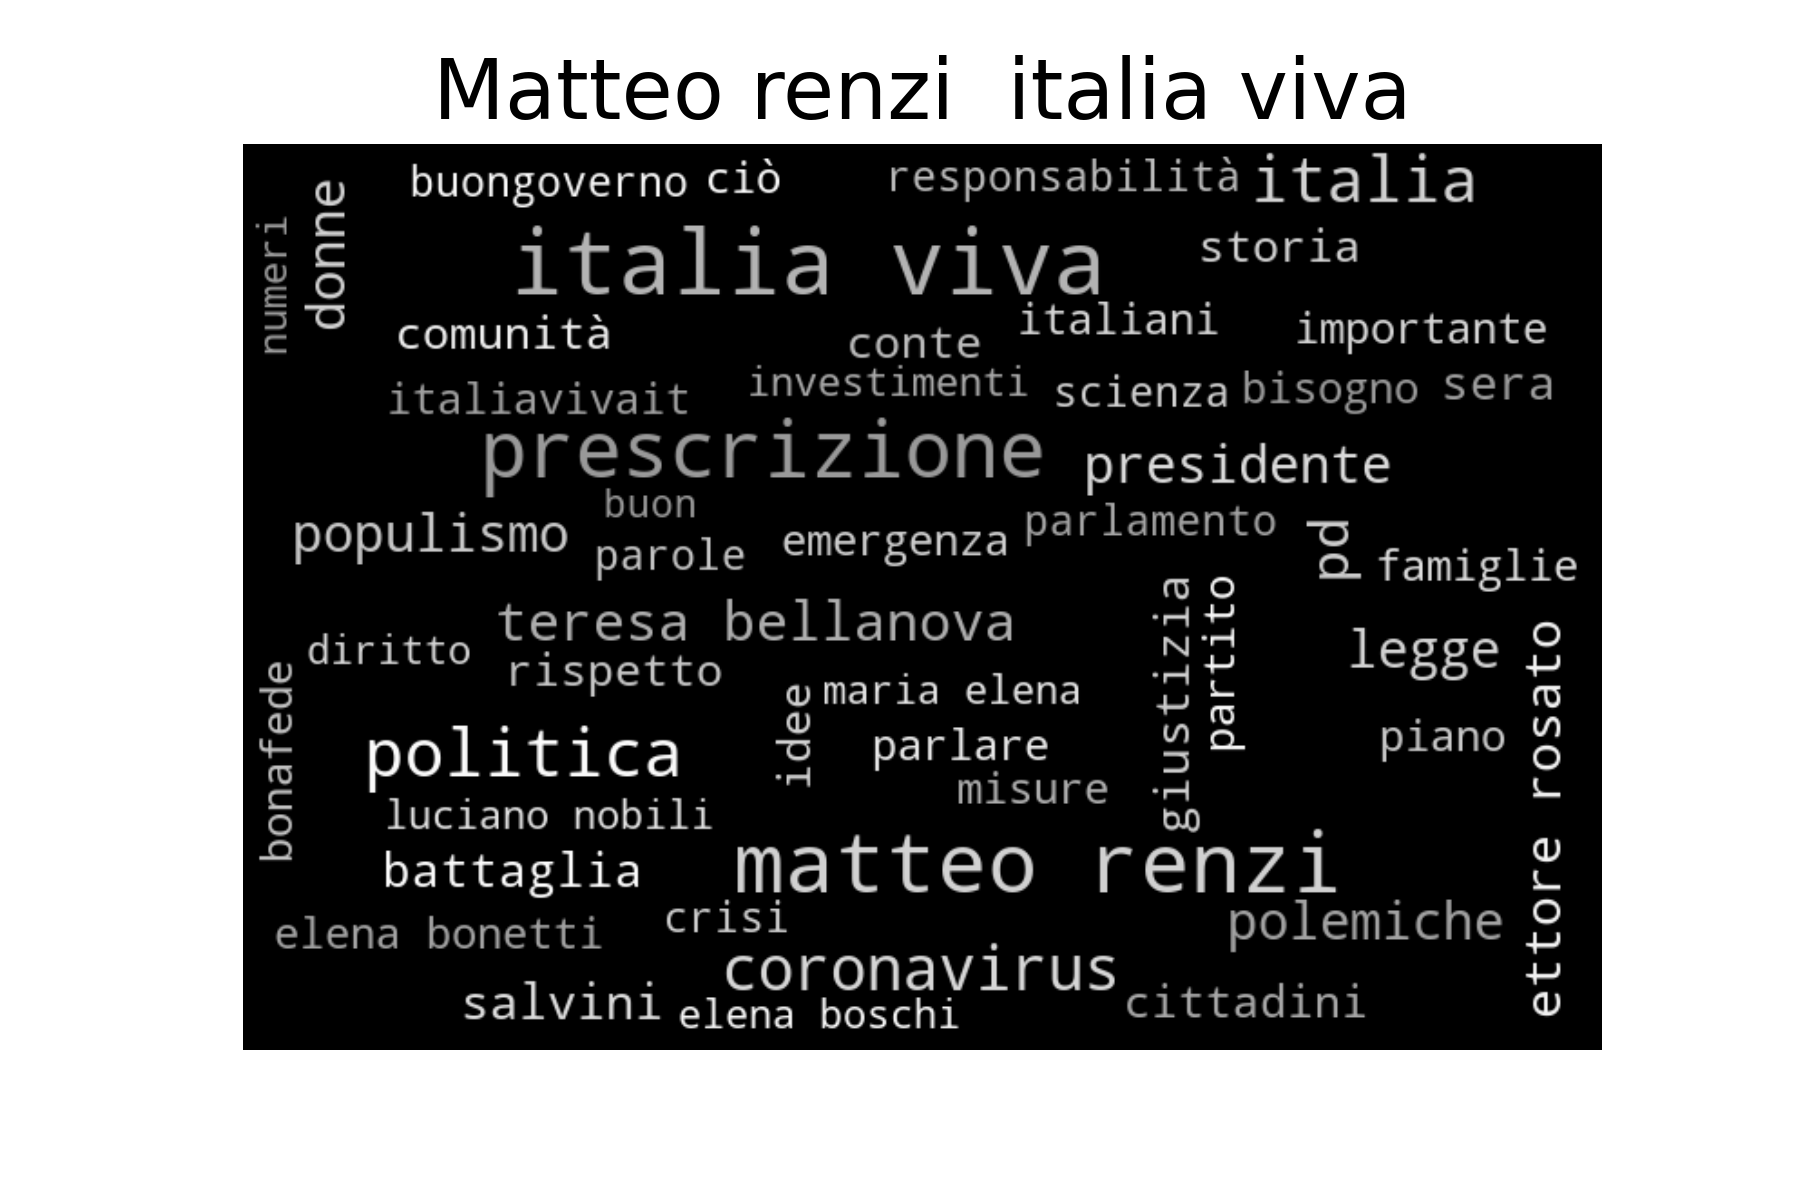 Matteo renzi  italia viva
buongoverno ciò responsabilità italia
numeri
donne
italia viva
storia
comunità
conte
italiani
importante
italiavivait
investimenti
scienza
bisogno
sera
prescrizione
presidente
buon
populismo
parole
emergenza
parlamento
pd
famiglie
teresa bellanova
diritto
rispetto
giustizia
partito
legge
ettore rosato
bonafede
idee
maria elena
politica
parlare
misure
piano
luciano nobili
battaglia
matteo renzi
elena bonetti
crisi
polemiche
coronavirus
salvini
elena boschi
cittadini